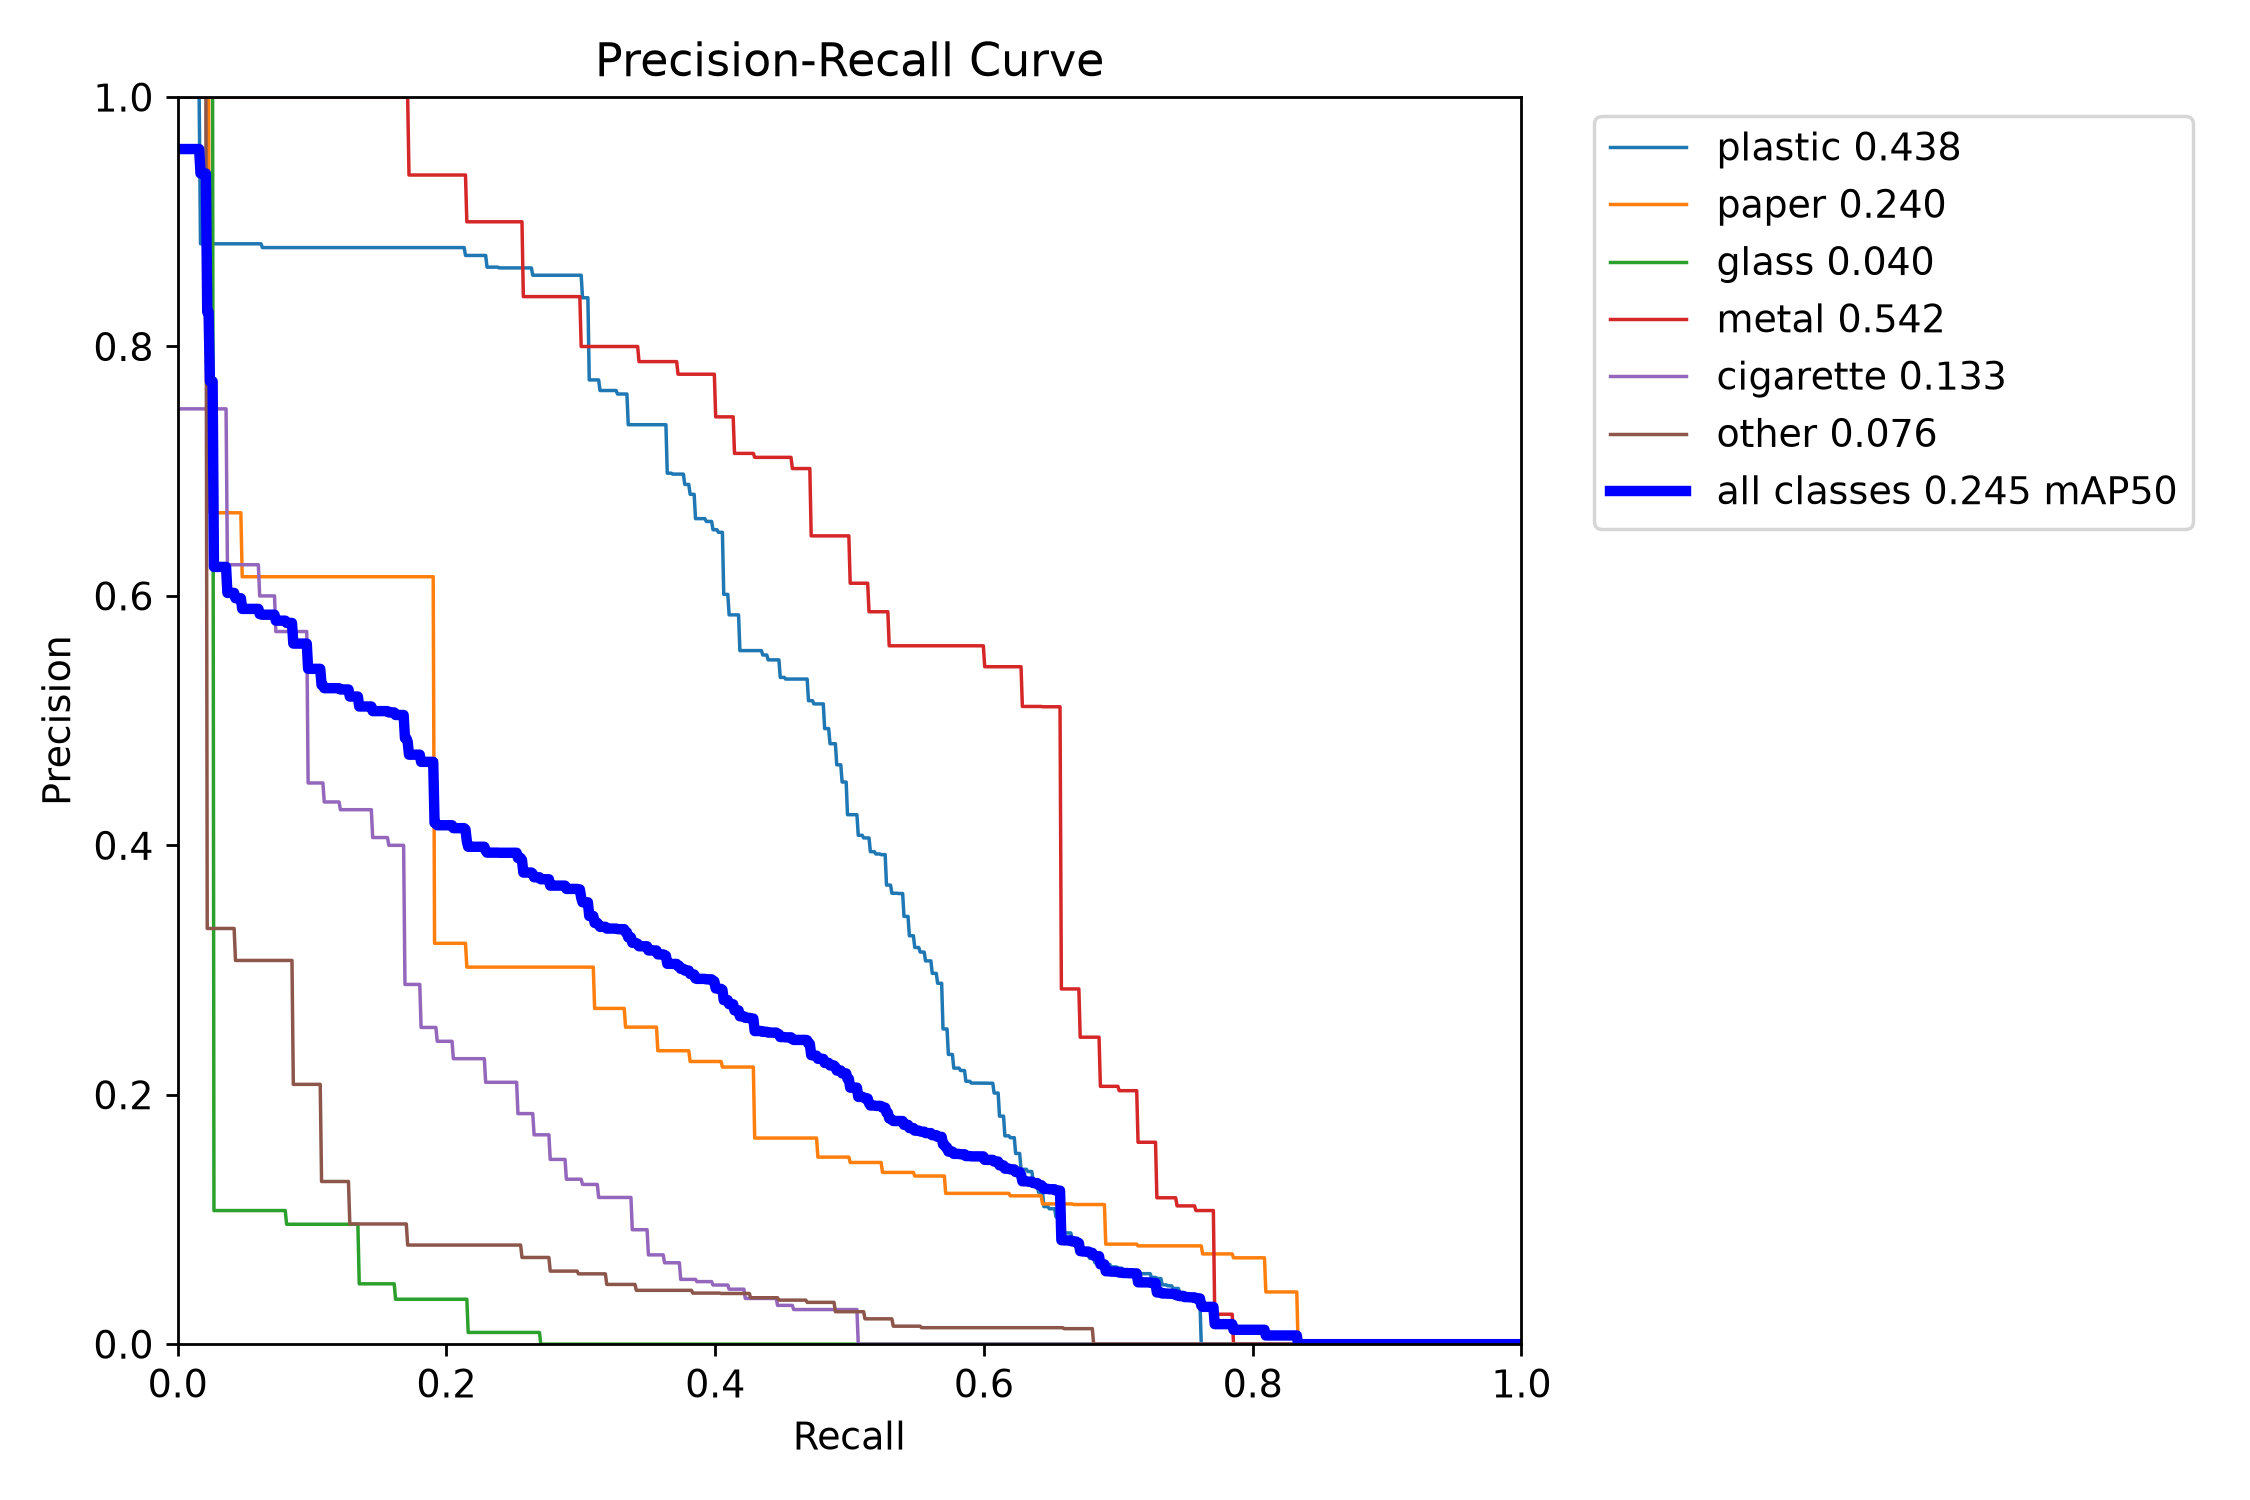 Precision-Recall Curve
1.0
0.8
0.6
0.4
0.2
0.0
Precision
0.0 0.2 0.4 0.6 0.8 1.0
Recall
plastic 0.438
paper 0.240
glass 0.040
metal 0.542
cigarette 0.133
other 0.076
all classes 0.245 mAP50